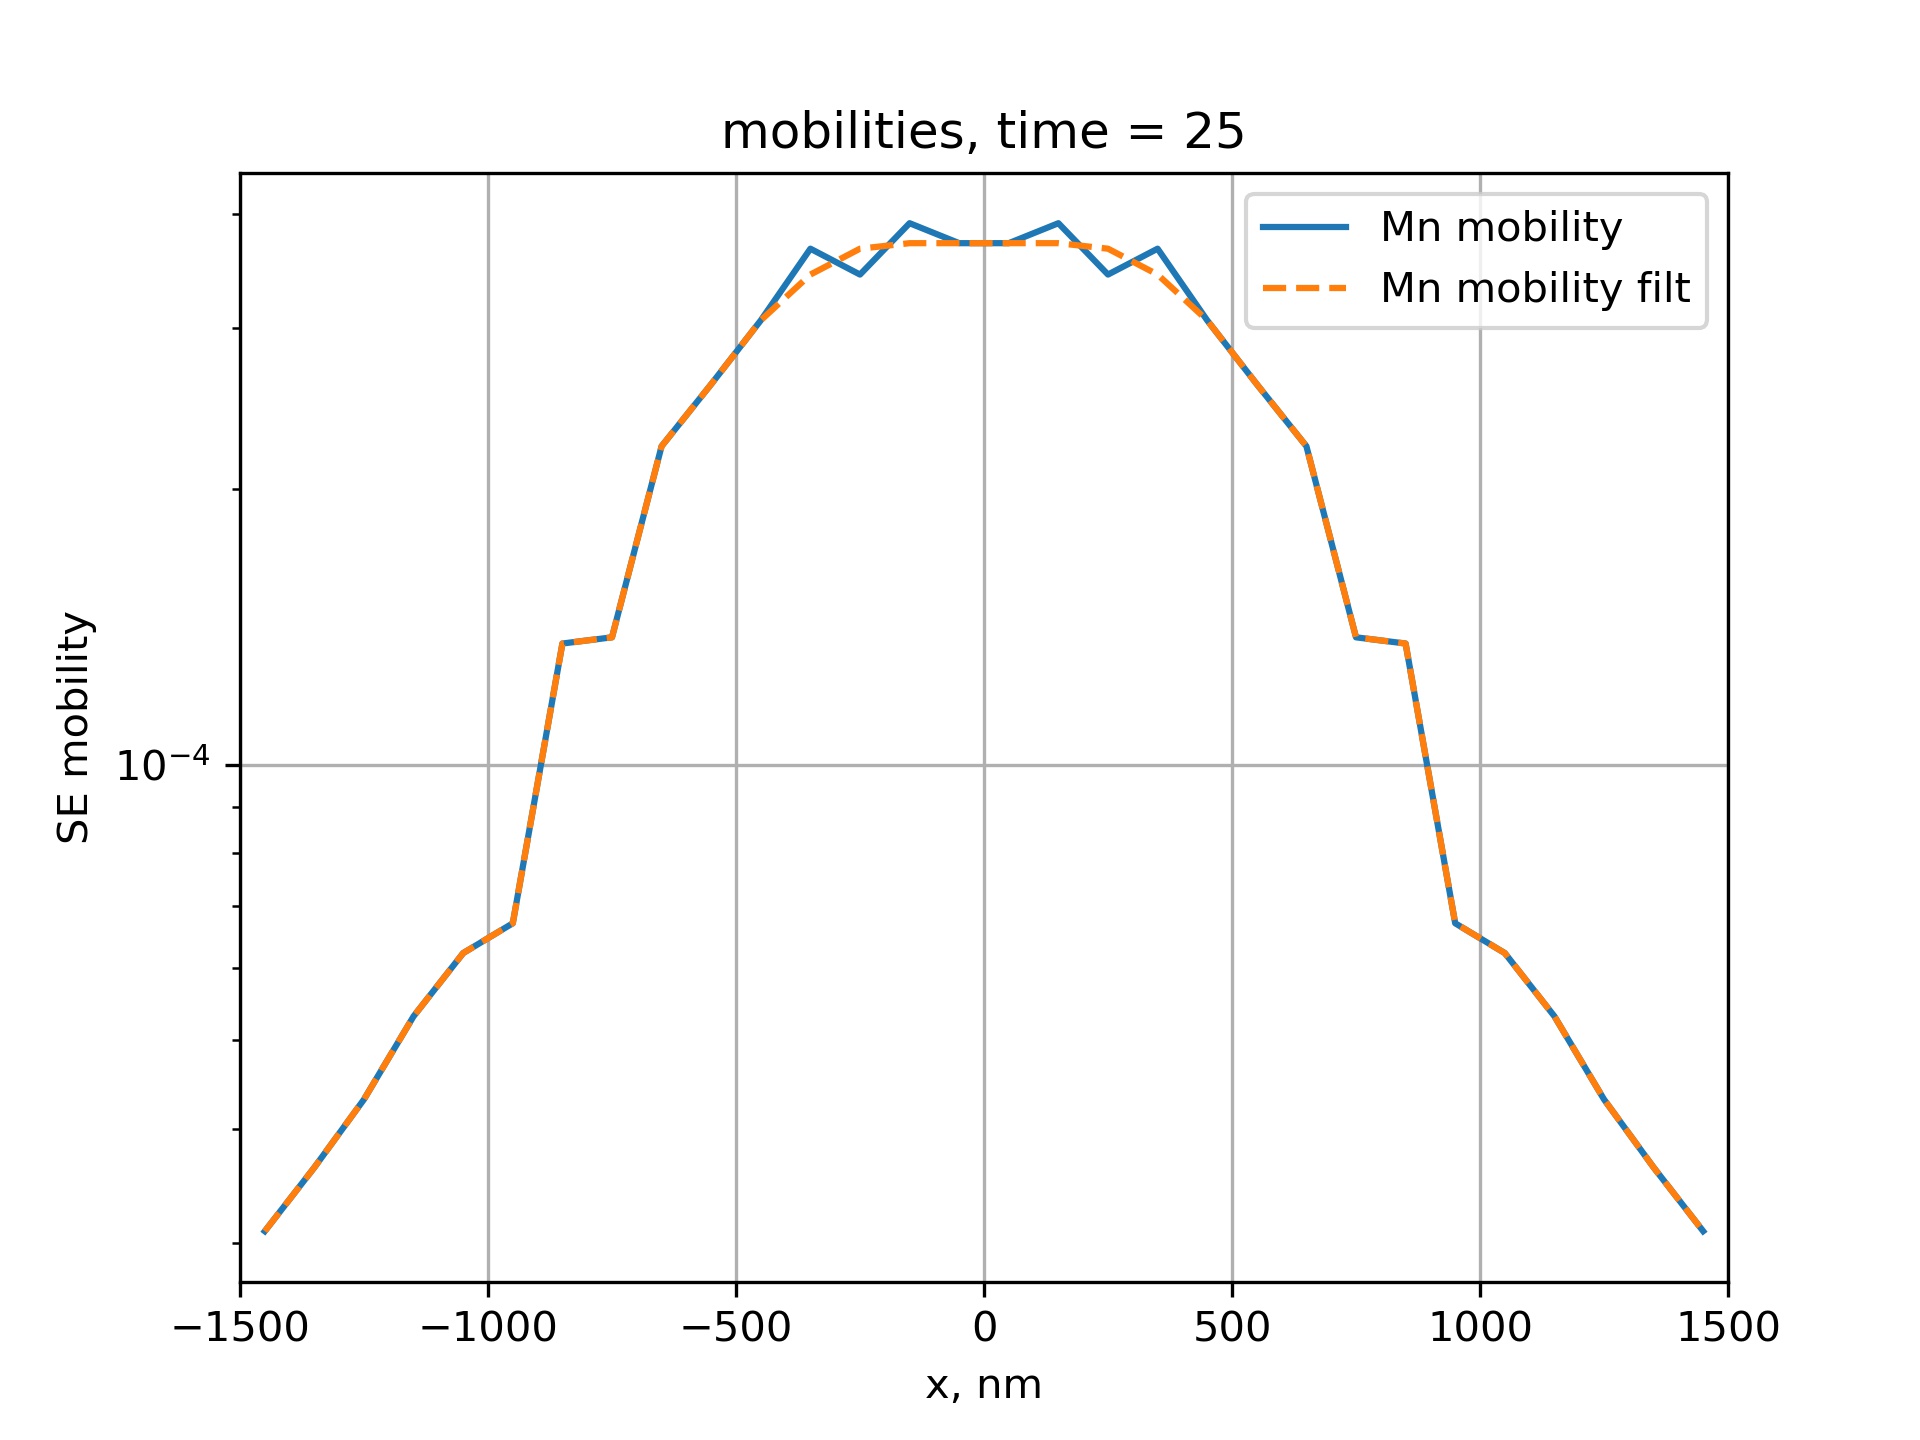 mobilities, time = 25
Mn mobility
Mn mobility filt
SE mobility
10⁻⁴
−1500 −1000 −500 0 500 1000 1500
x, nm